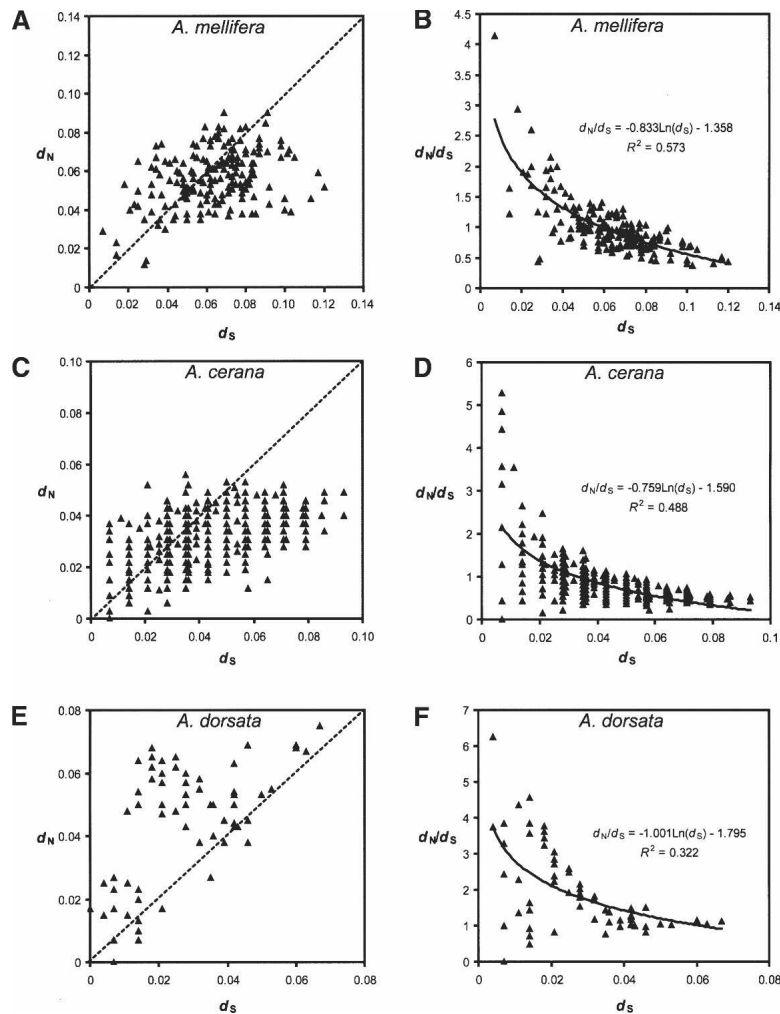 A
A. mellifera
0.14
0.12
0.10
0.08
0.06
0.04
0.02
0
dN
0 0.02 0.04 0.06 0.08 0.10 0.12 0.14
dS
B
A. mellifera
4.5
4
3.5
3
2.5
2
1.5
1
0.5
0
dN/dS
dN/dS = -0.833Ln(dS) - 1.358
R² = 0.573
0 0.02 0.04 0.06 0.08 0.10 0.12 0.14
dS
C
A. cerana
0.10
0.08
0.06
0.04
0.02
0
dN
0 0.02 0.04 0.06 0.08 0.10
dS
D
A. cerana
6
5
4
3
2
1
0
dN/dS
dN/dS = -0.759Ln(dS) - 1.590
R² = 0.488
0 0.02 0.04 0.06 0.08 0.1
dS
E
A. dorsata
0.08
0.06
0.04
0.02
0
dN
0 0.02 0.04 0.06 0.08
dS
F
A. dorsata
7
6
5
4
3
2
1
0
dN/dS
dN/dS = -1.001Ln(dS) - 1.795
R² = 0.322
0 0.02 0.04 0.06 0.08
dS